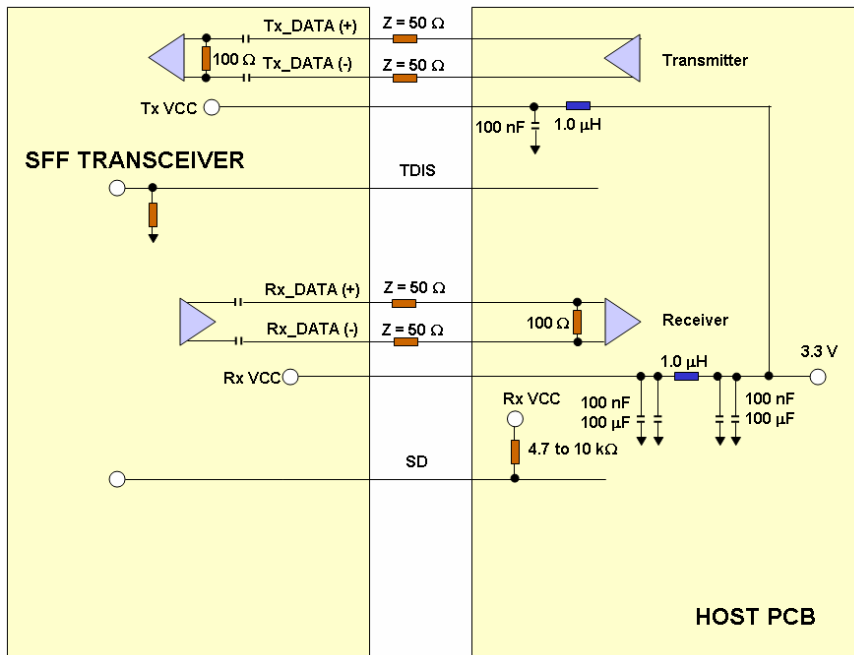 Tx_DATA (+)
Z = 50 Ω
100 Ω
Tx_DATA (-)
Z = 50 Ω
Transmitter
Tx VCC
100 nF
1.0 μH
SFF TRANSCEIVER
TDIS
Rx_DATA (+)
Z = 50 Ω
Rx_DATA (-)
Z = 50 Ω
100 Ω
Receiver
Rx VCC
1.0 μH
3.3 V
Rx VCC
100 nF
100 μF
100 nF
100 μF
4.7 to 10 kΩ
SD
HOST PCB